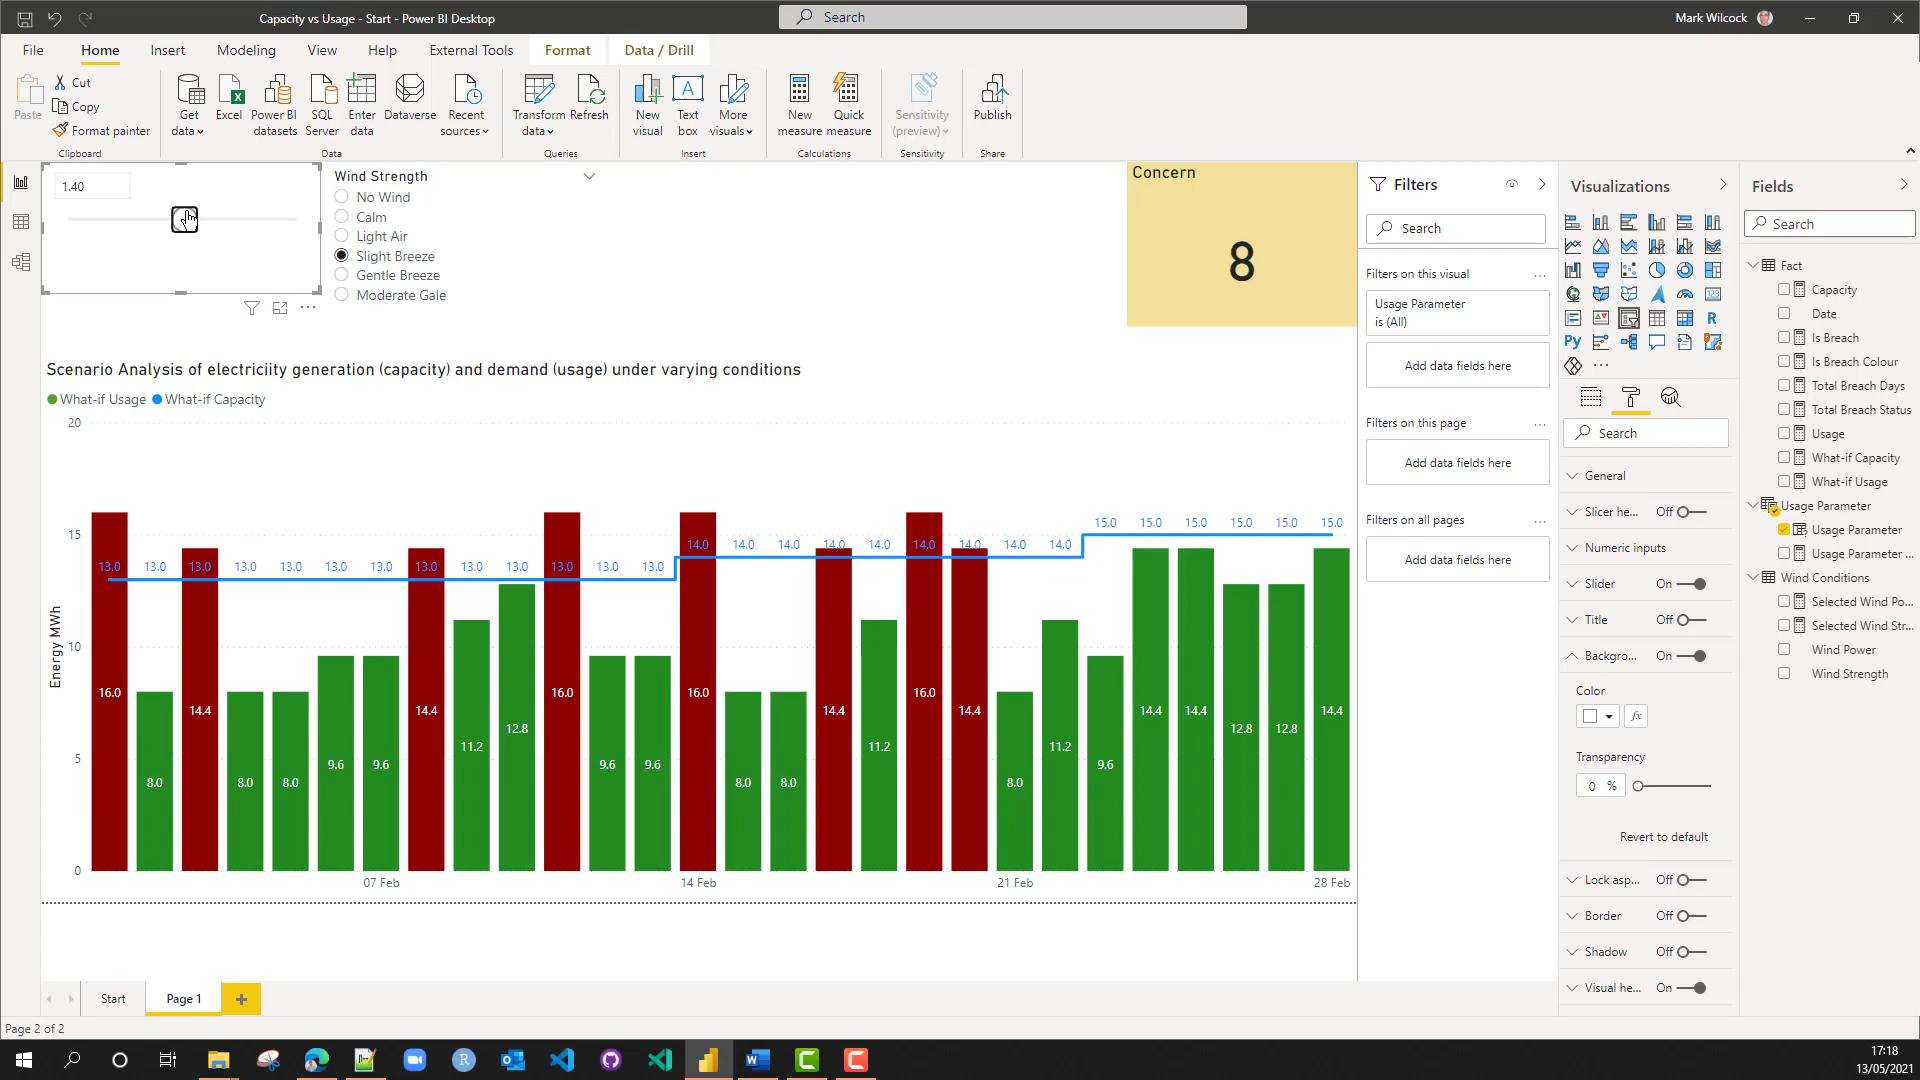 Capacity vs Usage - Start - Power BI Desktop
Search
Mark Wilcock
File
Home
Insert
Modeling
View
Help
External Tools
Format
Data / Drill
Paste
Cut
Copy
Format painter
Clipboard
Get data
Excel
Power BI datasets
SQL Server
Enter data
Dataverse
Recent sources
Data
Transform data
Refresh
Queries
New visual
Text box
More visuals
Insert
New measure
Quick measure
Calculations
Sensitivity (preview)
Sensitivity
Publish
Share
1.40
Wind Strength
No Wind
Calm
Light Air
Slight Breeze
Gentle Breeze
Moderate Gale
Concern
8
Scenario Analysis of electriciity generation (capacity) and demand (usage) under varying conditions
What-if Usage
What-if Capacity
20
15
10
5
0
Energy MWh
13.0 13.0 13.0 13.0 13.0 13.0 13.0 13.0 13.0 13.0 13.0 13.0 13.0 14.0 14.0 14.0 14.0 14.0 14.0 14.0 14.0 14.0 15.0 15.0 15.0 15.0 15.0 15.0
16.0 8.0 14.4 8.0 8.0 9.6 9.6 14.4 11.2 12.8 16.0 9.6 9.6 16.0 8.0 8.0 14.4 11.2 16.0 14.4 8.0 11.2 9.6 14.4 14.4 12.8 12.8 14.4
07 Feb
14 Feb
21 Feb
28 Feb
Filters
Search
Filters on this visual
...
Usage Parameter
is (All)
Add data fields here
Filters on this page
...
Add data fields here
Filters on all pages
...
Add data fields here
Visualizations
R
Py
123
...
Search
General
Slicer he... Off
Numeric inputs
Slider On
Title Off
Backgro... On
Color
fx
Transparency
0 %
Revert to default
Lock asp... Off
Border Off
Shadow Off
Visual he... On
Fields
Search
Fact
Capacity
Date
Is Breach
Is Breach Colour
Total Breach Days
Total Breach Status
Usage
What-if Capacity
What-if Usage
Usage Parameter
Usage Parameter
Usage Parameter ...
Wind Conditions
Selected Wind Po...
Selected Wind Str...
Wind Power
Wind Strength
Start
Page 1
+
Page 2 of 2
17:18
13/05/2021